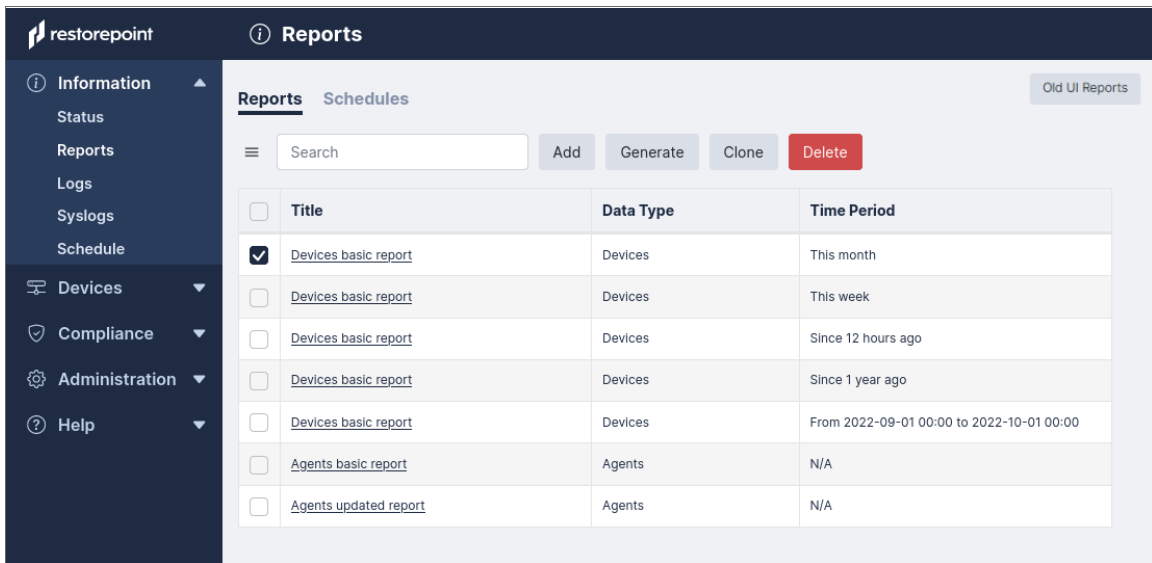 restorepoint
Reports
Information
Status
Reports
Logs
Syslogs
Schedule
Devices
Compliance
Administration
Help
Reports Schedules
Old UI Reports
Search Add Generate Clone Delete
Title Data Type Time Period
Devices basic report Devices This month
Devices basic report Devices This week
Devices basic report Devices Since 12 hours ago
Devices basic report Devices Since 1 year ago
Devices basic report Devices From 2022-09-01 00:00 to 2022-10-01 00:00
Agents basic report Agents N/A
Agents updated report Agents N/A